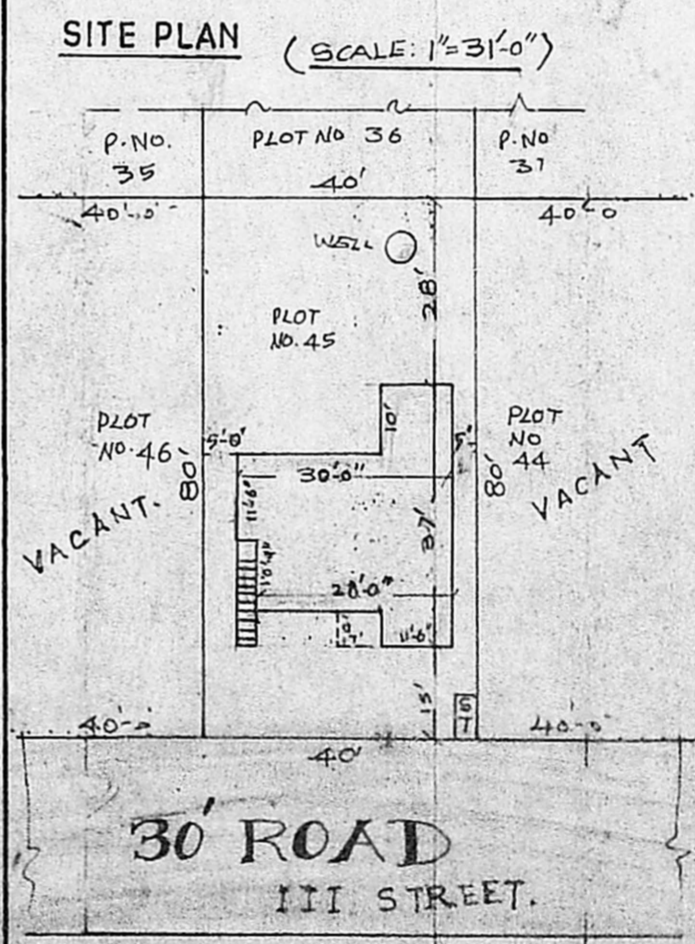 SITE PLAN
(SCALE: 1"=31'-0")
P.NO.
35
PLOT NO 36
P.NO
37
40'
40'-0"
40'-0
WELL
28'
PLOT
NO.45
10'
PLOT
NO.46
5'-0"
5'
PLOT
NO
44
80'
30'-0"
80'
VACANT.
VACANT
11'-6"
37'
28'-0"
11'-6"
15'
40'-0
40'-0
40'
30' ROAD
III STREET.